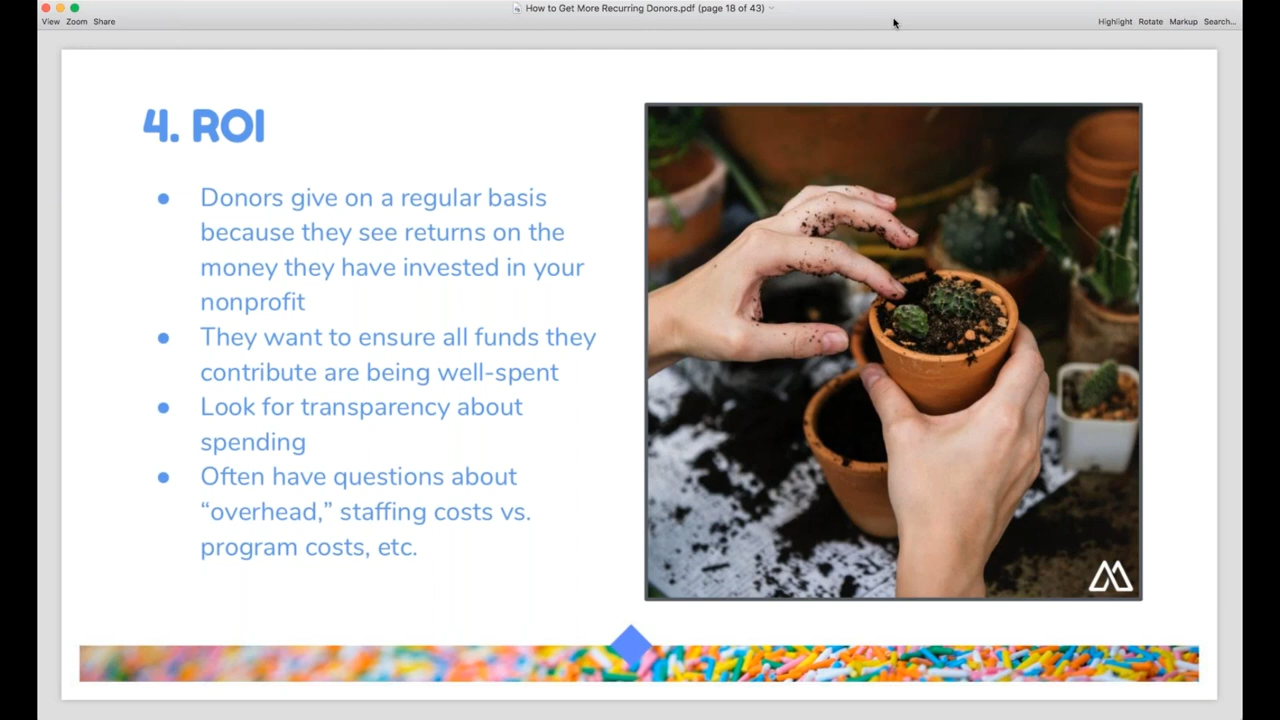 How to Get More Recurring Donors.pdf (page 18 of 43)
View Zoom Share
Highlight Rotate Markup Search...
4. ROI
● Donors give on a regular basis
because they see returns on the
money they have invested in your
nonprofit
● They want to ensure all funds they
contribute are being well-spent
● Look for transparency about
spending
● Often have questions about
“overhead,” staffing costs vs.
program costs, etc.